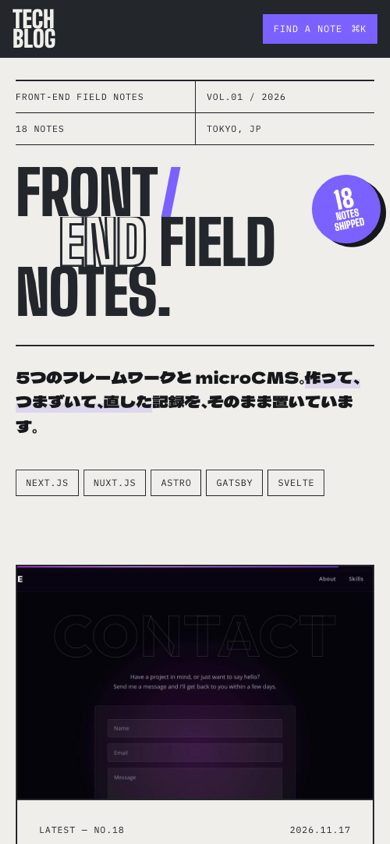 TECH
BLOG
FIND A NOTE ⌘K
FRONT-END FIELD NOTES
VOL.01 / 2026
18 NOTES
TOKYO, JP
FRONT/
END FIELD
NOTES.
18
NOTES
SHIPPED
5つのフレームワークと microCMS。作って、
つまずいて、直した記録を、そのまま置いていま
す。
NEXT.JS
NUXT.JS
ASTRO
GATSBY
SVELTE
E
About
Skills
CONTACT
Have a project in mind, or just want to say hello?
Send me a message and I'll get back to you within a few days.
Name
Email
Message
LATEST — NO.18
2026.11.17